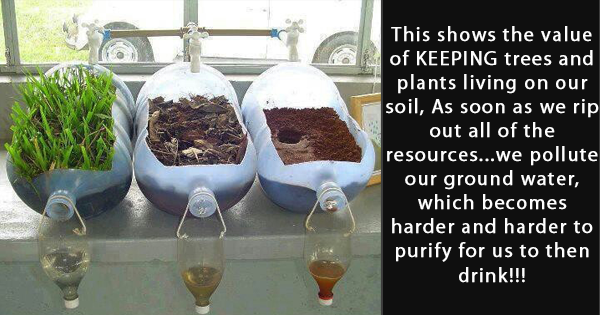 This shows the value
of KEEPING trees and
plants living on our
soil, As soon as we rip
out all of the
resources...we pollute
our ground water,
which becomes
harder and harder to
purify for us to then
drink!!!